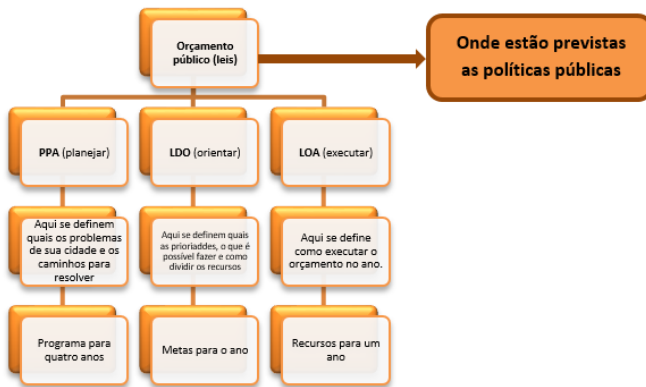 Orçamento
público (leis)
Onde estão previstas
as políticas públicas
PPA (planejar)
LDO (orientar)
LOA (executar)
Aqui se definem
quais os problemas
de sua cidade e os
caminhos para
resolver
Aqui se definem quais
as prioriaddes, o que é
possível fazer e como
dividir os recursos
Aqui se define
como executar o
orçamento no ano.
Programa para
quatro anos
Metas para o ano
Recursos para um
ano